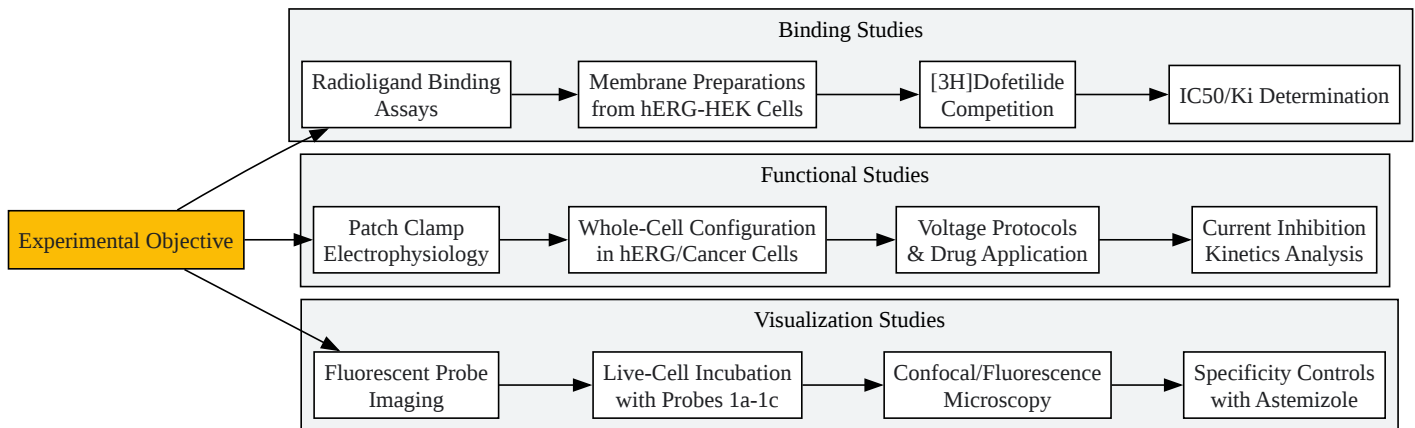 Binding Studies
Radioligand Binding
Assays
Membrane Preparations
from hERG-HEK Cells
[3H]Dofetilide
Competition
IC50/Ki Determination
Functional Studies
Experimental Objective
Patch Clamp
Electrophysiology
Whole-Cell Configuration
in hERG/Cancer Cells
Voltage Protocols
& Drug Application
Current Inhibition
Kinetics Analysis
Visualization Studies
Fluorescent Probe
Imaging
Live-Cell Incubation
with Probes 1a-1c
Confocal/Fluorescence
Microscopy
Specificity Controls
with Astemizole